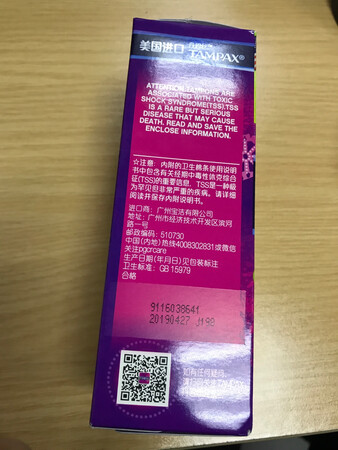 美国进口 TAMPAX®
ATTENTION:TAMPONS ARE
ASSOCIATED WITH TOXIC
SHOCK SYNDROME(TSS).TSS
IS A RARE BUT SERIOUS
DISEASE THAT MAY CAUSE
DEATH. READ AND SAVE THE
ENCLOSE INFORMATION.
☆注意：内附的卫生棉条使用说明
书中包含有关经期中毒性休克综合
征(TSS)的重要信息，TSS是一种极
为罕见但非常严重的疾病。请详细
阅读并保存内附说明书。
进口商：广州宝洁有限公司
地址：广州市经济技术开发区滨河
路一号
邮政编码：510730
中国(内地)热线4008302831或微信
关注pgcrcare
生产日期(年月日)见包装标注
卫生标准：GB 15979
合格
9116038641
20190427
如有任何疑问，